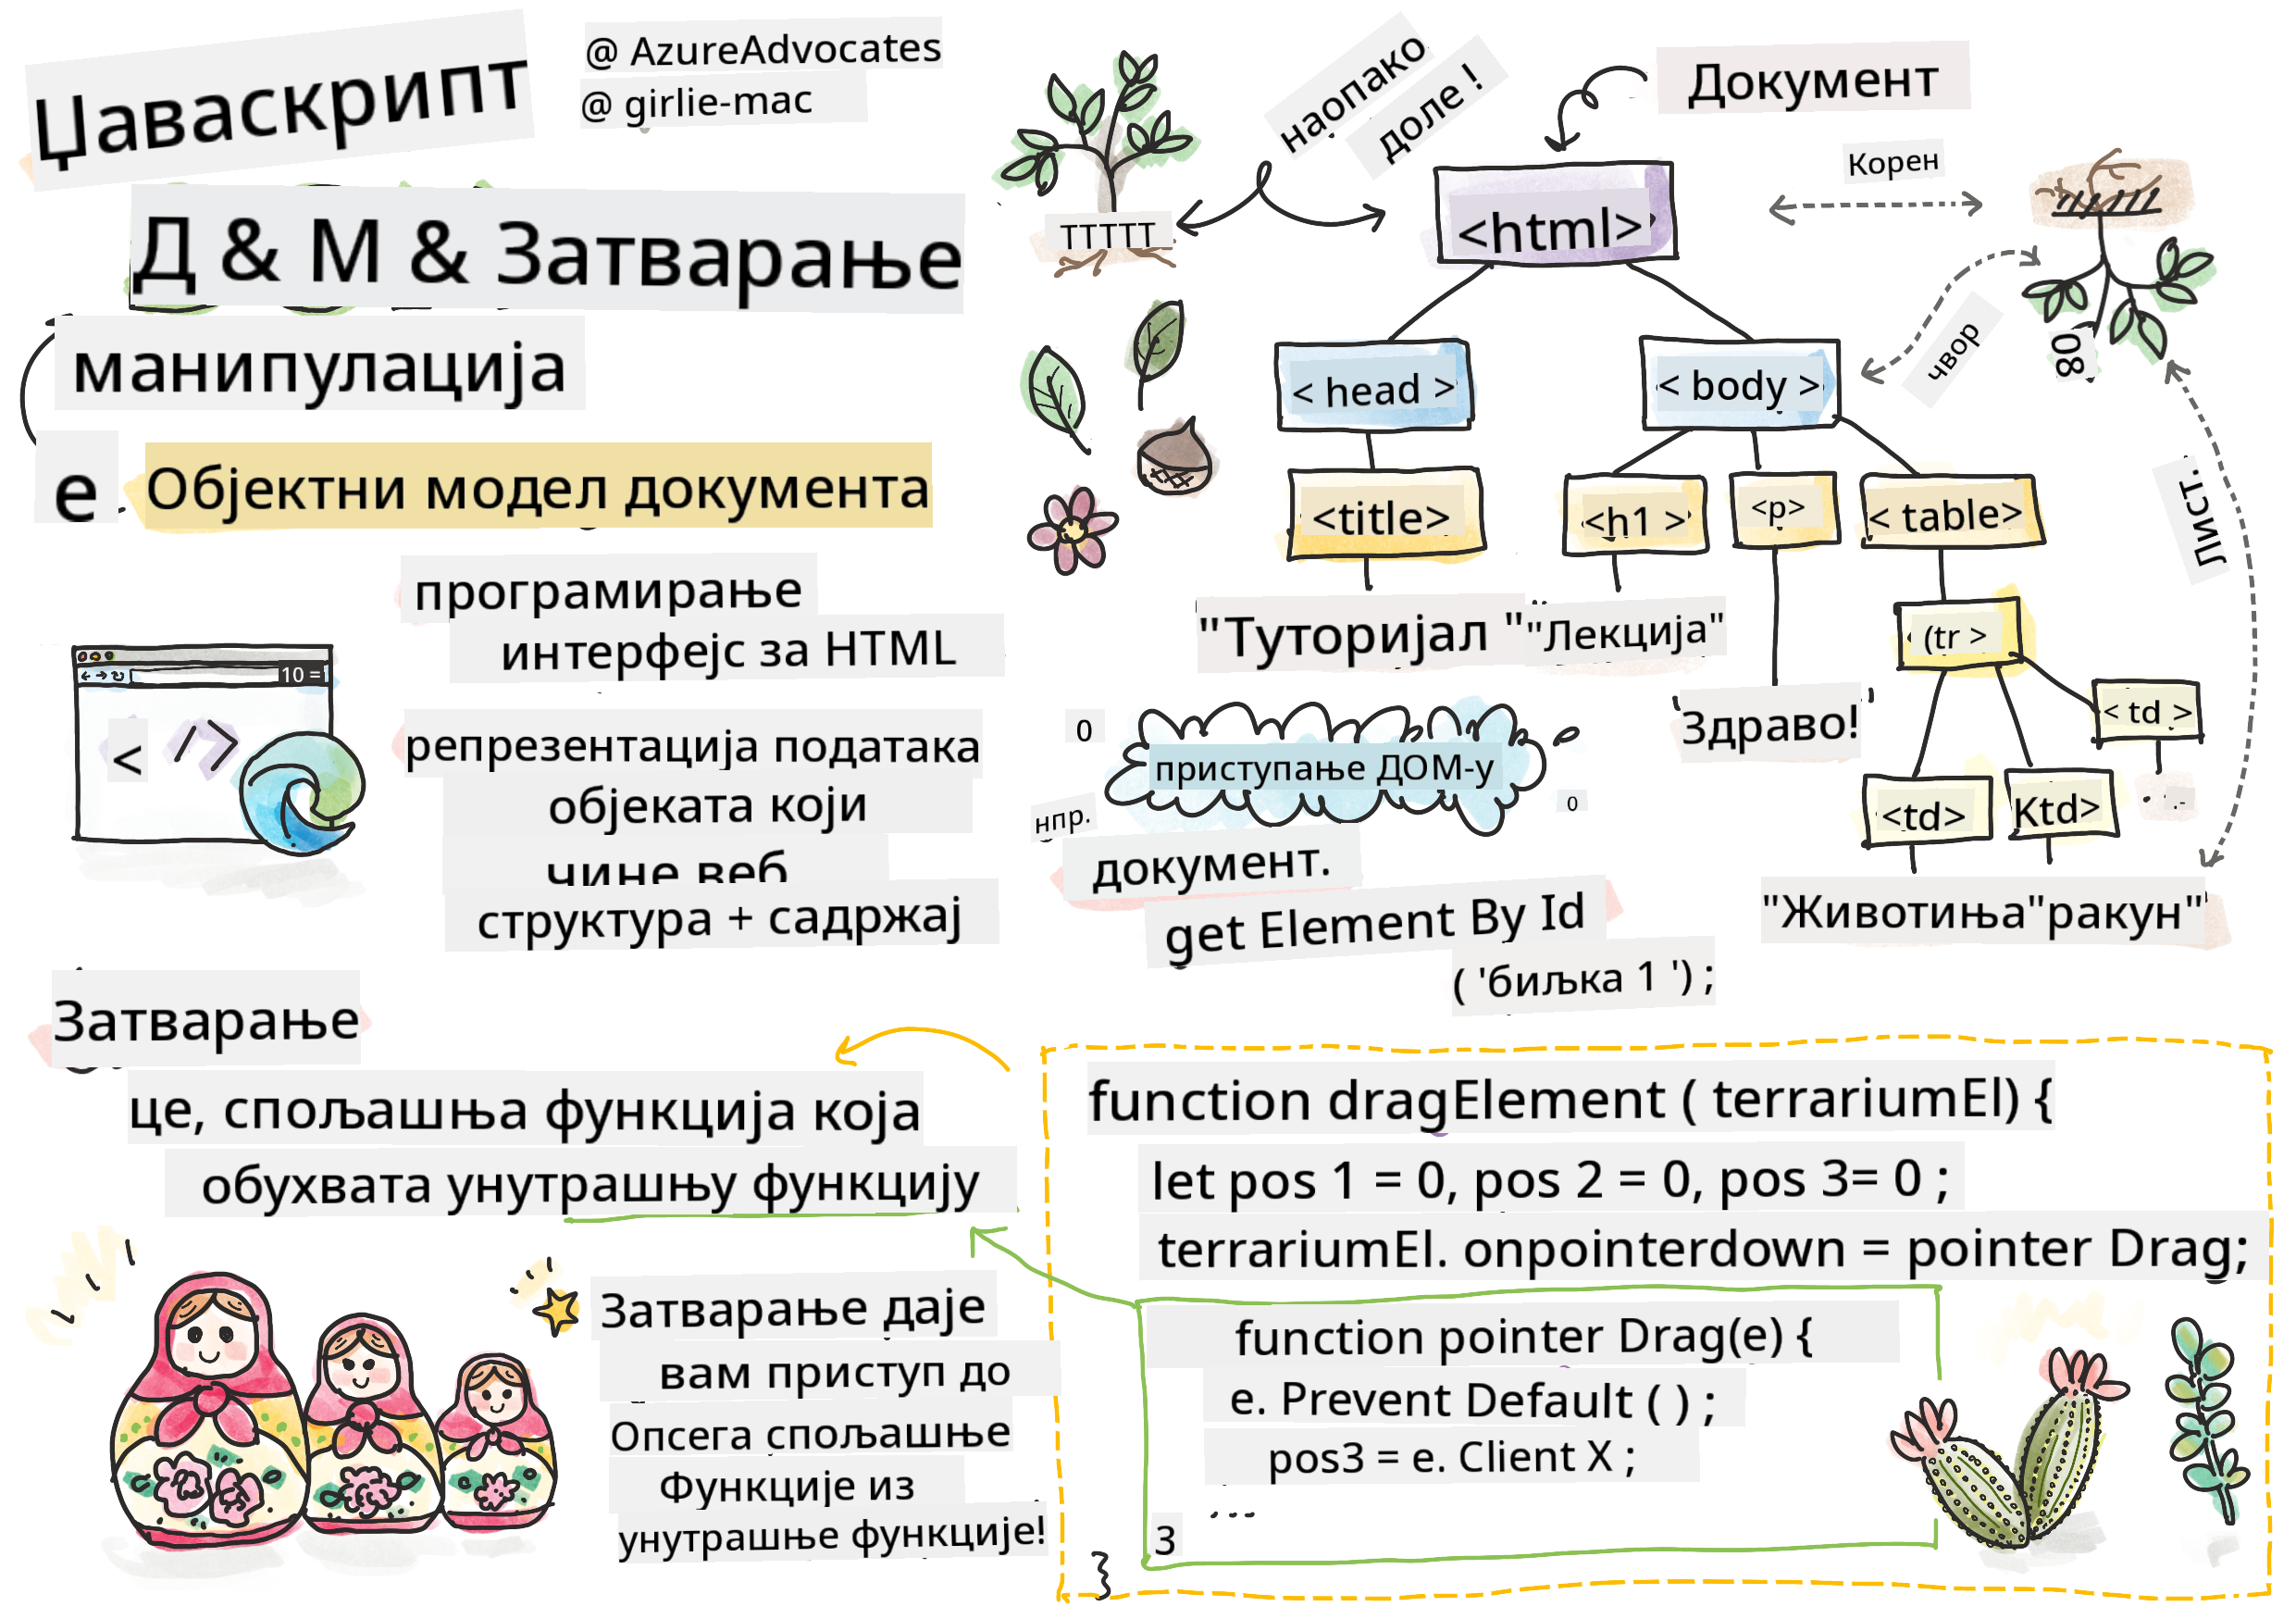 Џаваскрипт
@ AzureAdvocates
@ girlie-mac
Д & М & Затварање
манипулација
е
Објектни модел документа
програмирање
интерфејс за HTML
репрезентација података
објеката који
чине веб
структура + садржај
10 =
< />
наопако
доле !
ТТТТТ
Документ
Корен
<html>
чвор
08
Лист.
< head >
< body >
<title>
<h1 >
<p>
< table>
"Туторијал "
"Лекција"
(tr >
Здраво!
< td >
<td>
Ktd>
.-
"Животиња"ракун"
0
приступање ДОМ-у
0
нпр.
документ.
get Element By Id
( 'биљка 1 ') ;
Затварање
це, спољашња функција која
обухвата унутрашњу функцију
Затварање даје
вам приступ до
Опсега спољашње
Функције из
унутрашње функције!
function dragElement ( terrariumEl) {
let pos 1 = 0, pos 2 = 0, pos 3= 0 ;
terrariumEl. onpointerdown = pointer Drag;
function pointer Drag(e) {
e. Prevent Default ( ) ;
pos3 = e. Client X ;
...
3
}